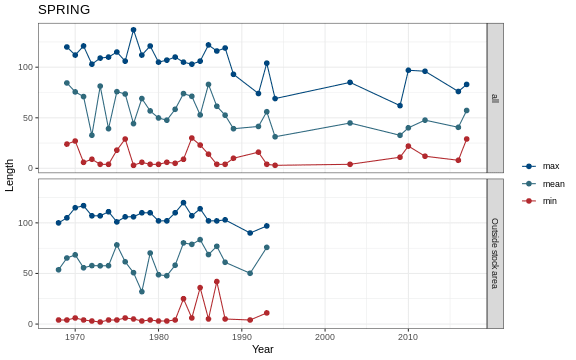 SPRING
100
50
0
all
100
50
0
Outside stock area
Length
1970
1980
1990
2000
2010
Year
max
mean
min